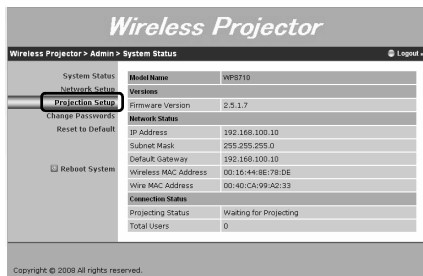 Wireless Projector
Wireless Projector > Admin > System Status
Logout
System Status
Network Setup
Projection Setup
Change Passwords
Reset to Default
Reboot System
Model Name WPS710
Versions
Firmware Version 2.5.1.7
Network Status
IP Address 192.168.100.10
Subnet Mask 255.255.255.0
Default Gateway 192.168.100.10
Wireless MAC Address 00:16:44:8E:78:DE
Wire MAC Address 00:40:CA:99:A2:33
Connection Status
Projecting Status Waiting for Projecting
Total Users 0
Copyright © 2008 All rights reserved.